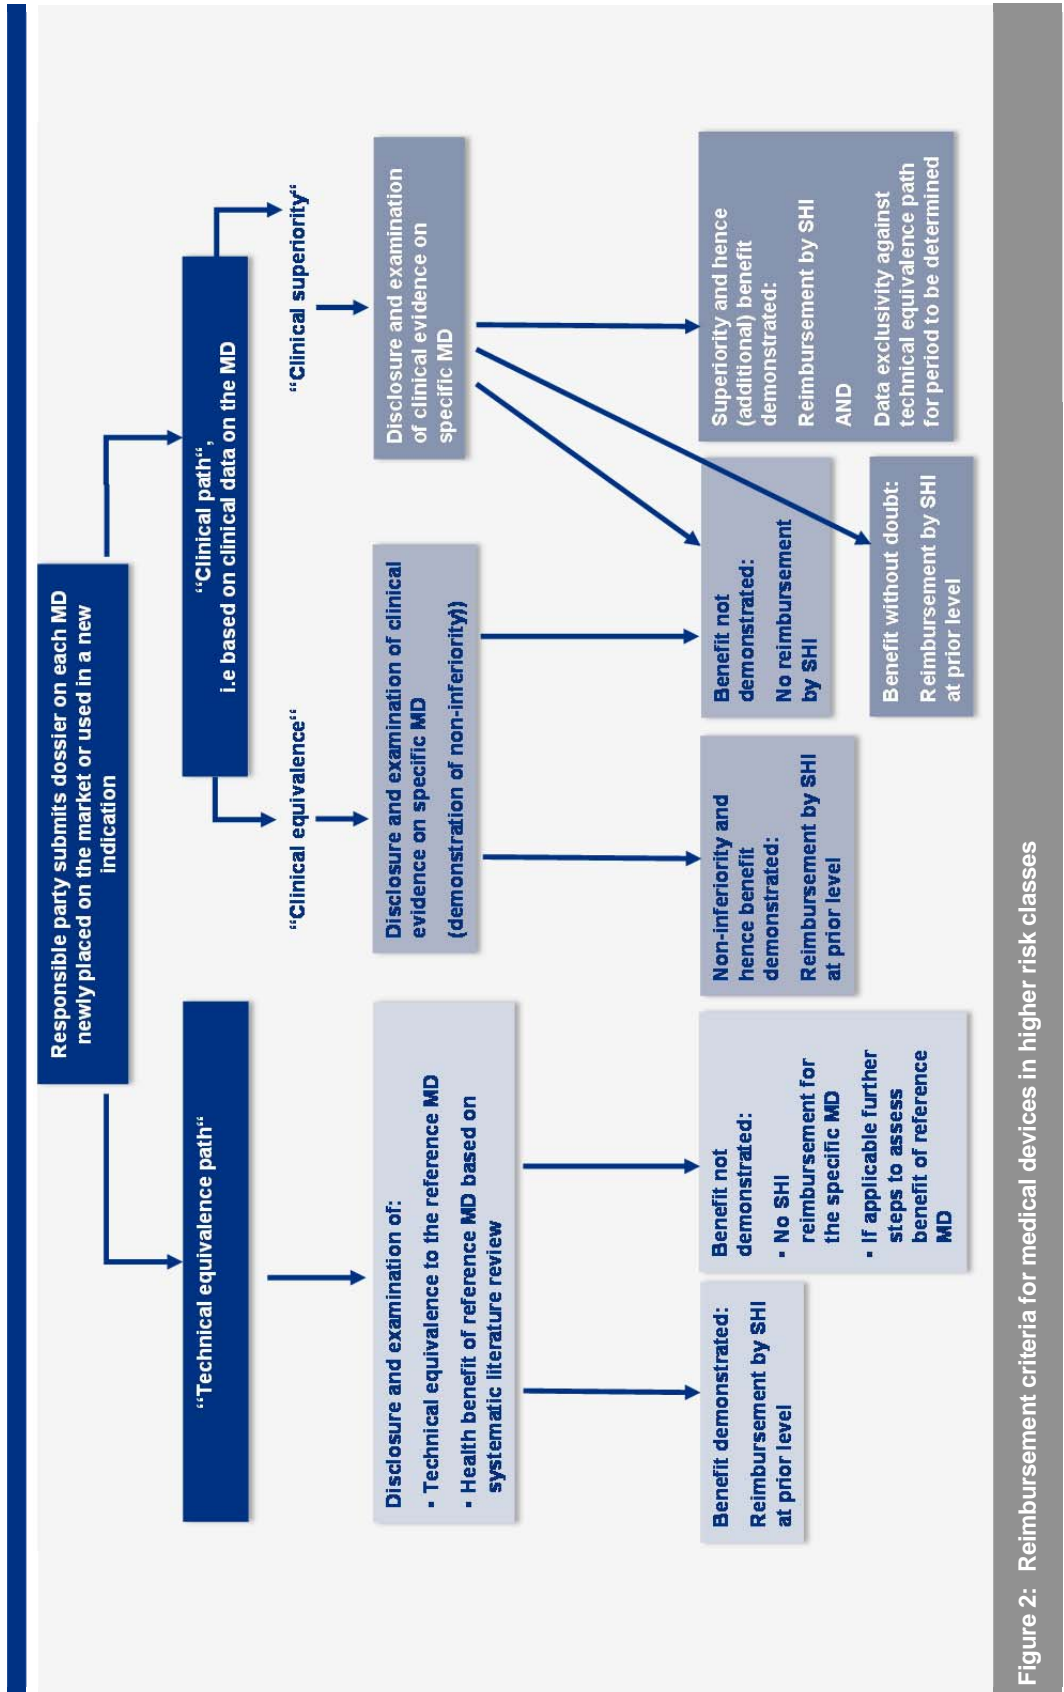 Responsible party submits dossier on each MD
newly placed on the market or used in a new
indication
“Technical equivalence path“
“Clinical path“,
i.e based on clinical data on the MD
“Clinical equivalence“
“Clinical superiority“
Disclosure and examination of:
▪ Technical equivalence to the reference MD
▪ Health benefit of reference MD based on
systematic literature review
Disclosure and examination of clinical
evidence on specific MD
(demonstration of non-inferiority))
Disclosure and examination
of clinical evidence on
specific MD
Benefit demonstrated:
Reimbursement by SHI
at prior level
Benefit not
demonstrated:
▪ No SHI
reimbursement for
the specific MD
▪ If applicable further
steps to assess
benefit of reference
MD
Non-inferiority and
hence benefit
demonstrated:
Reimbursement by SHI
at prior level
Benefit not
demonstrated:
No reimbursement
by SHI
Superiority and hence
(additional) benefit
demonstrated:
Reimbursement by SHI
AND
Data exclusivity against
technical equivalence path
for period to be determined
Benefit without doubt:
Reimbursement by SHI
at prior level
Figure 2: Reimbursement criteria for medical devices in higher risk classes